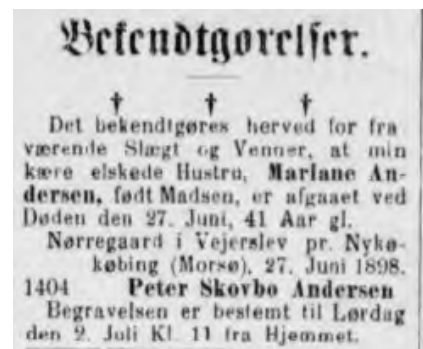 Bekendtgørelser.
† † †
Det bekendtgøres herved for fra
værende Slægt og Venner, at min
kære elskede Hustru, Mariane An-
dersen, født Madsen, er afgaaet ved
Døden den 27. Juni, 41 Aar gl.
Nørregaard i Vejerslev pr. Nykø-
købing (Morsø), 27. Juni 1898.
1404 Peter Skovbo Andersen
Begravelsen er bestemt til Lørdag
den 2. Juli Kl. 11 fra Hjemmet.